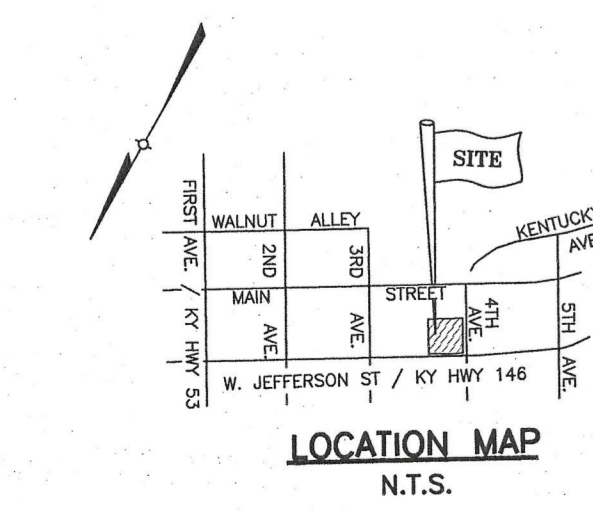 SITE
FIRST AVE. / KY HWY 53
WALNUT ALLEY
KENTUCKY AVE
2ND AVE.
3RD AVE.
MAIN STREET
4TH AVE.
5TH AVE.
W. JEFFERSON ST / KY HWY 146
LOCATION MAP
N.T.S.